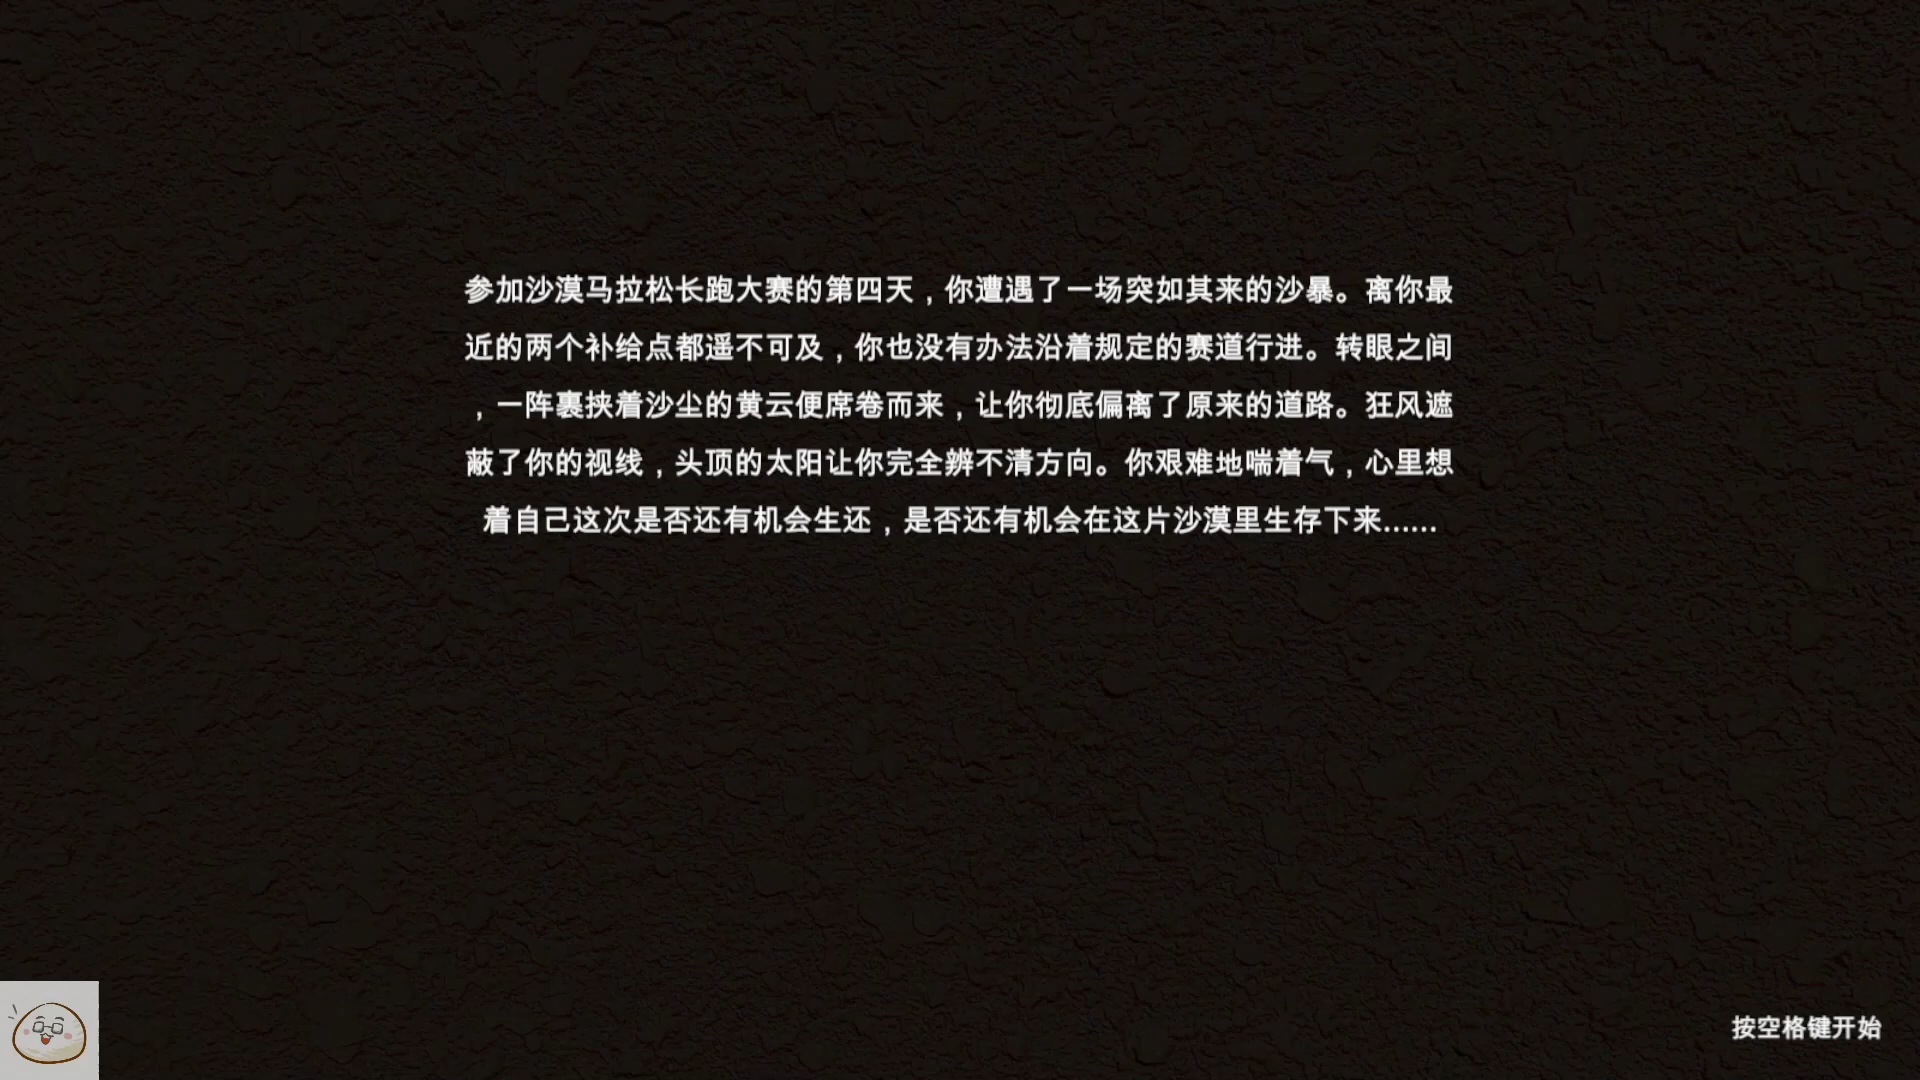 参加沙漠马拉松长跑大赛的第四天，你遭遇了一场突如其来的沙暴。离你最
近的两个补给点都遥不可及，你也没有办法沿着规定的赛道行进。转眼之间
，一阵裹挟着沙尘的黄云便席卷而来，让你彻底偏离了原来的道路。狂风遮
蔽了你的视线，头顶的太阳让你完全辨不清方向。你艰难地喘着气，心里想
着自己这次是否还有机会生还，是否还有机会在这片沙漠里生存下来......
按空格键开始